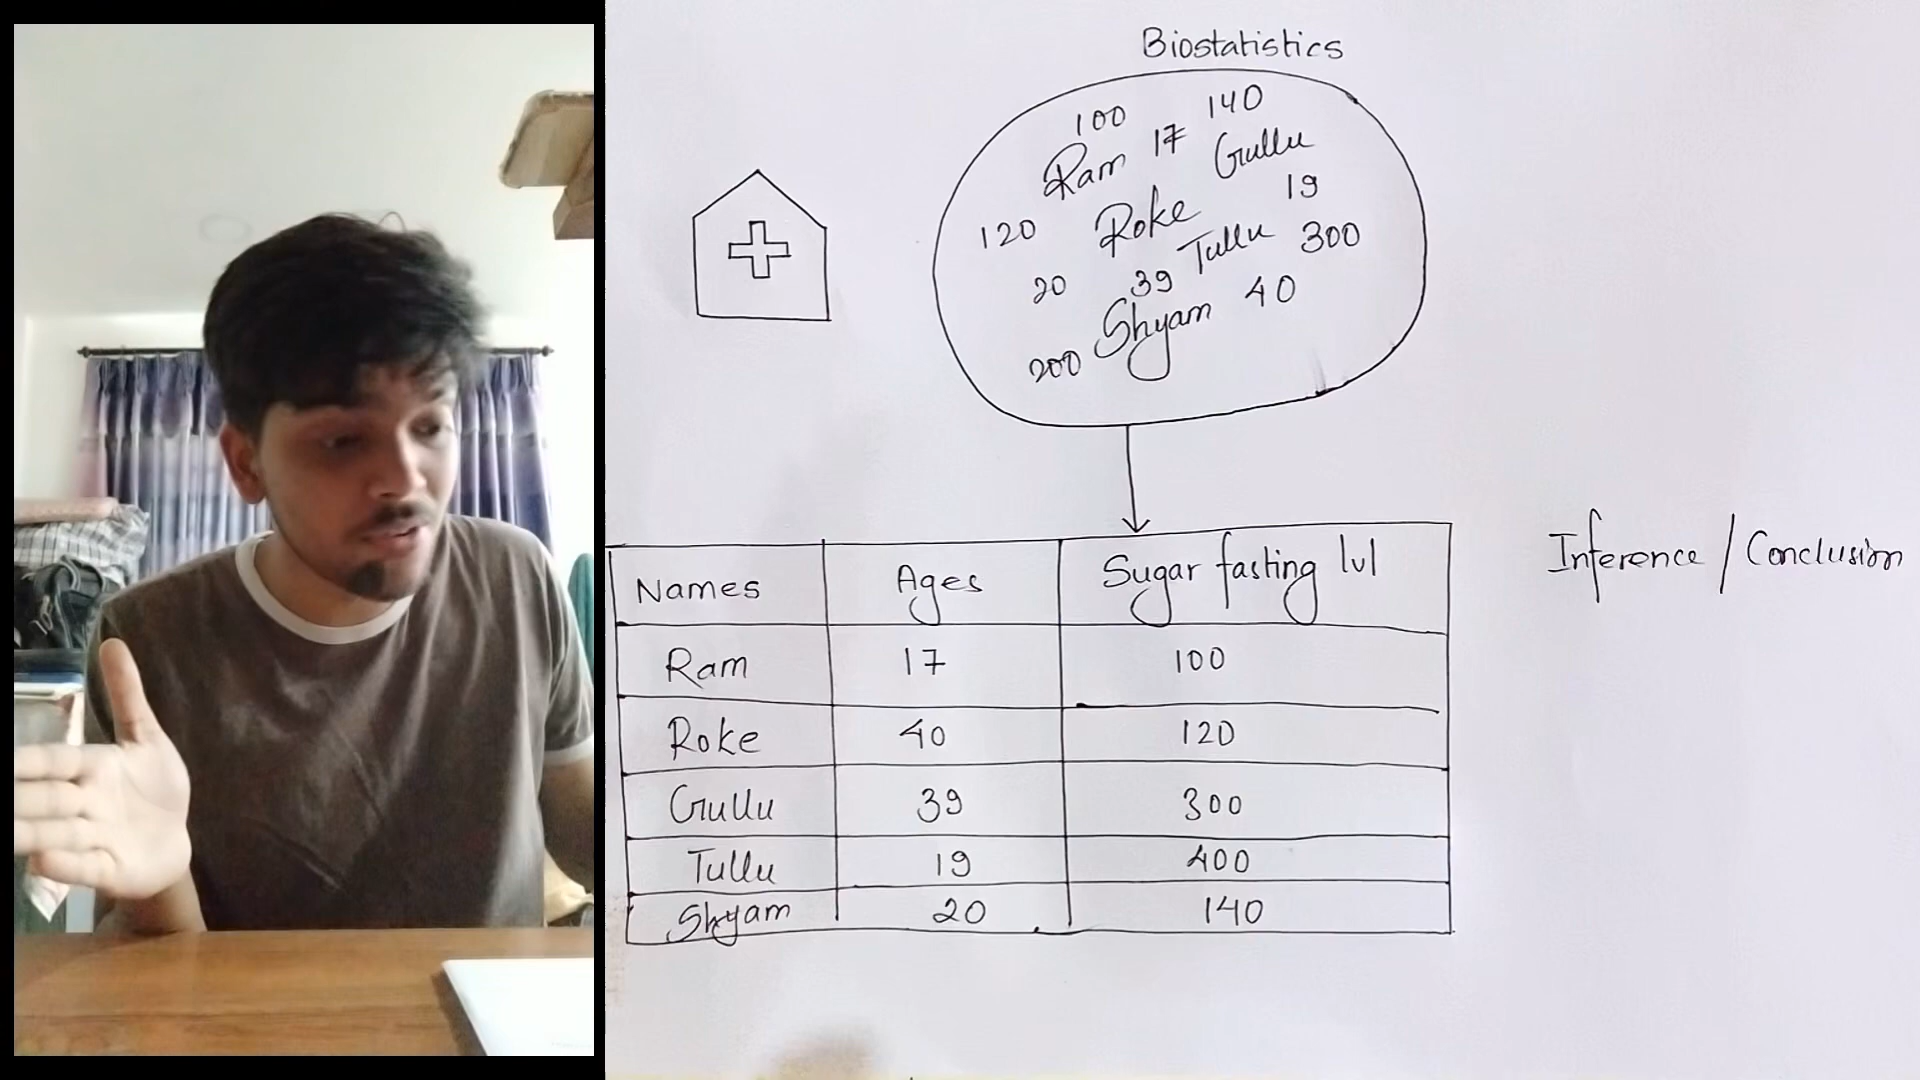 Biostatistics
100 140
Ram 17 Gullu
19
120 Roke
Tullu 300
20 39
Shyam 40
200
Inference / Conclusion
Names Ages Sugar fasting lvl
Ram 17 100
Roke 40 120
Gullu 39 300
Tullu 19 400
Shyam 20 140